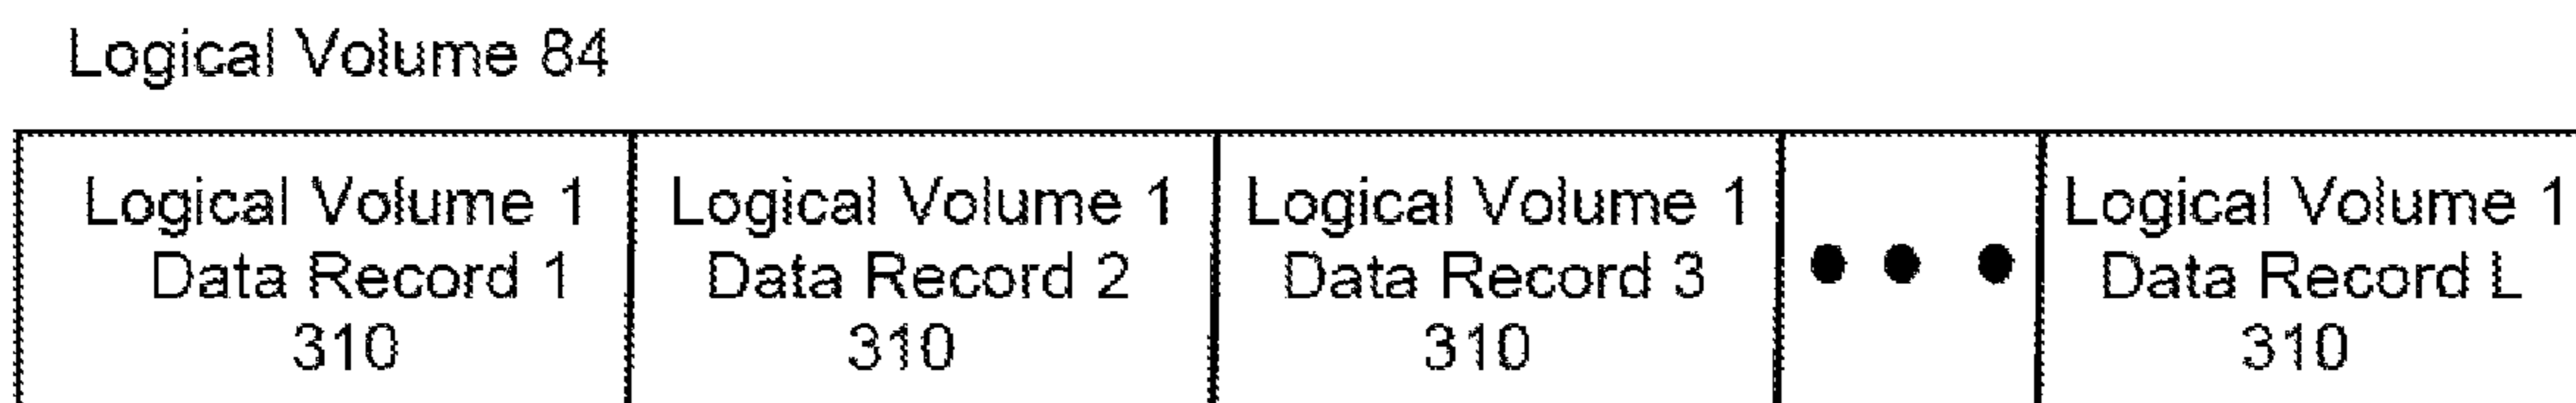 Logical Volume 84
Logical Volume 1
Data Record 1
310
Logical Volume 1
Data Record 2
310
Logical Volume 1
Data Record 3
310
• • •
Logical Volume 1
Data Record L
310